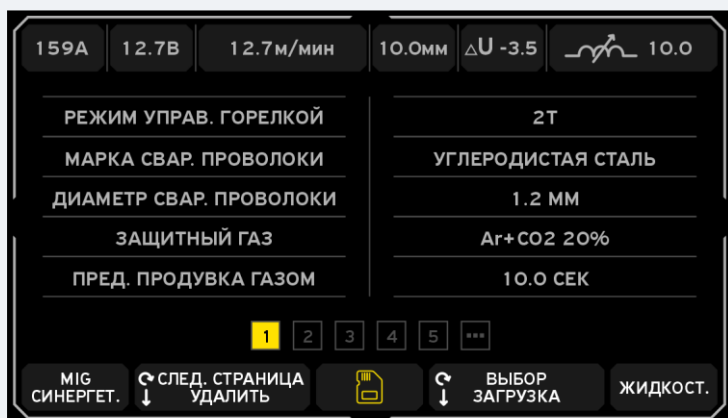 159А 12.7В 12.7м/мин 10.0мм △U -3.5 10.0
РЕЖИМ УПРАВ. ГОРЕЛКОЙ 2Т
МАРКА СВАР. ПРОВОЛОКИ УГЛЕРОДИСТАЯ СТАЛЬ
ДИАМЕТР СВАР. ПРОВОЛОКИ 1.2 ММ
ЗАЩИТНЫЙ ГАЗ Ar+CO2 20%
ПРЕД. ПРОДУВКА ГАЗОМ 10.0 СЕК
1 2 3 4 5 ...
MIG СЛЕД. СТРАНИЦА ВЫБОР ЖИДКОСТ.
СИНЕРГЕТ. УДАЛИТЬ ЗАГРУЗКА